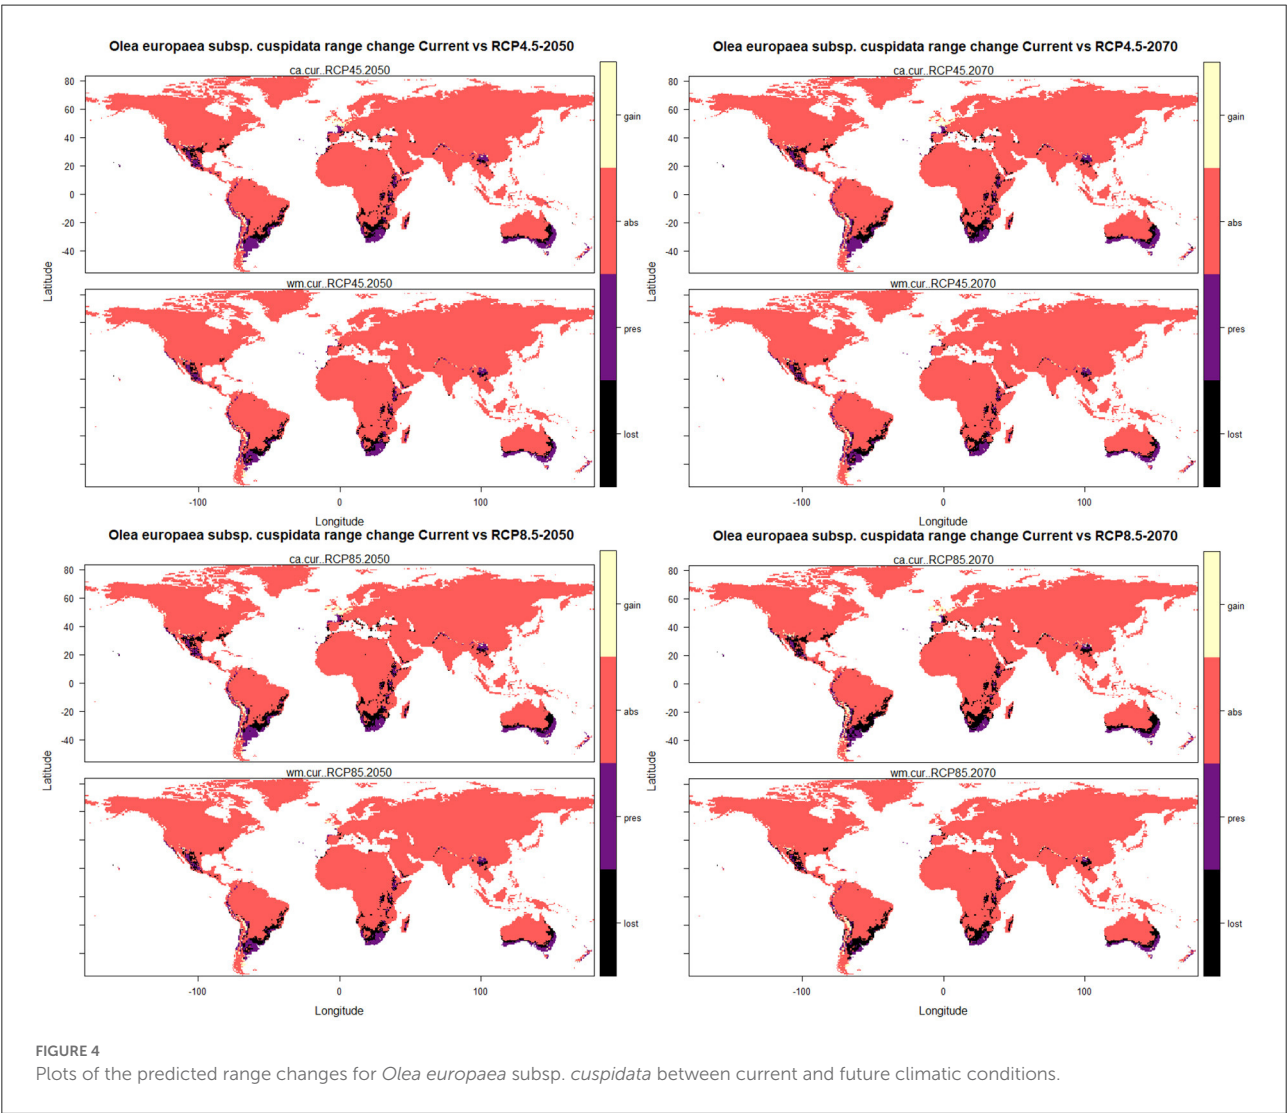 Olea europaea subsp. cuspidata range change Current vs RCP4.5-2050
ca.cur..RCP45.2050
80
60
40
20
0
-20
-40
wm.cur..RCP45.2050
Latitude
-100
0
100
Longitude
gain
abs
pres
lost
Olea europaea subsp. cuspidata range change Current vs RCP4.5-2070
ca.cur..RCP45.2070
80
60
40
20
0
-20
-40
wm.cur..RCP45.2070
Latitude
-100
0
100
Longitude
gain
abs
pres
lost
Olea europaea subsp. cuspidata range change Current vs RCP8.5-2050
ca.cur..RCP85.2050
80
60
40
20
0
-20
-40
wm.cur..RCP85.2050
Latitude
-100
0
100
Longitude
gain
abs
pres
lost
Olea europaea subsp. cuspidata range change Current vs RCP8.5-2070
ca.cur..RCP85.2070
80
60
40
20
0
-20
-40
wm.cur..RCP85.2070
Latitude
-100
0
100
Longitude
gain
abs
pres
lost
FIGURE 4
Plots of the predicted range changes for Olea europaea subsp. cuspidata between current and future climatic conditions.